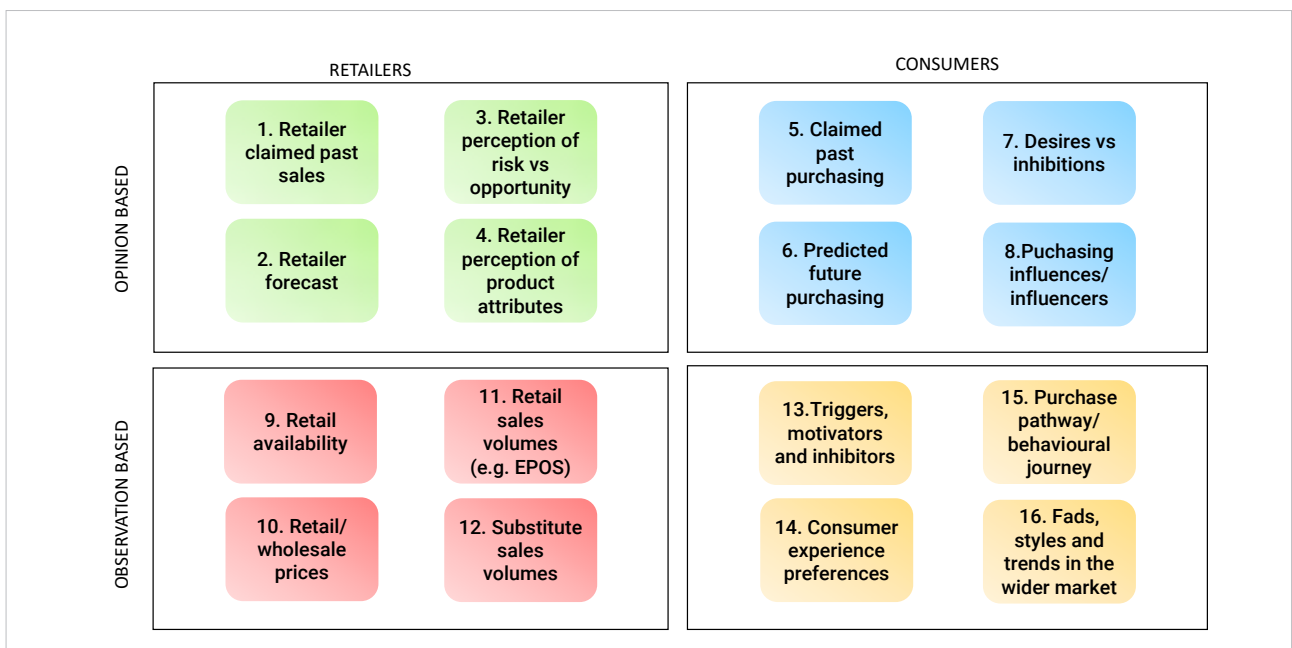 RETAILERS
CONSUMERS
OPINION BASED
1. Retailer
claimed past
sales
3. Retailer
perception of
risk vs
opportunity
2. Retailer
forecast
4. Retailer
perception of
product
attributes
5. Claimed
past
purchasing
7. Desires vs
inhibitions
6. Predicted
future
purchasing
8.Puchasing
influences/
influencers
OBSERVATION BASED
9. Retail
availability
11. Retail
sales
volumes
(e.g. EPOS)
10. Retail/
wholesale
prices
12. Substitute
sales
volumes
13.Triggers,
motivators
and inhibitors
15. Purchase
pathway/
behavioural
journey
14. Consumer
experience
preferences
16. Fads,
styles and
trends in the
wider market